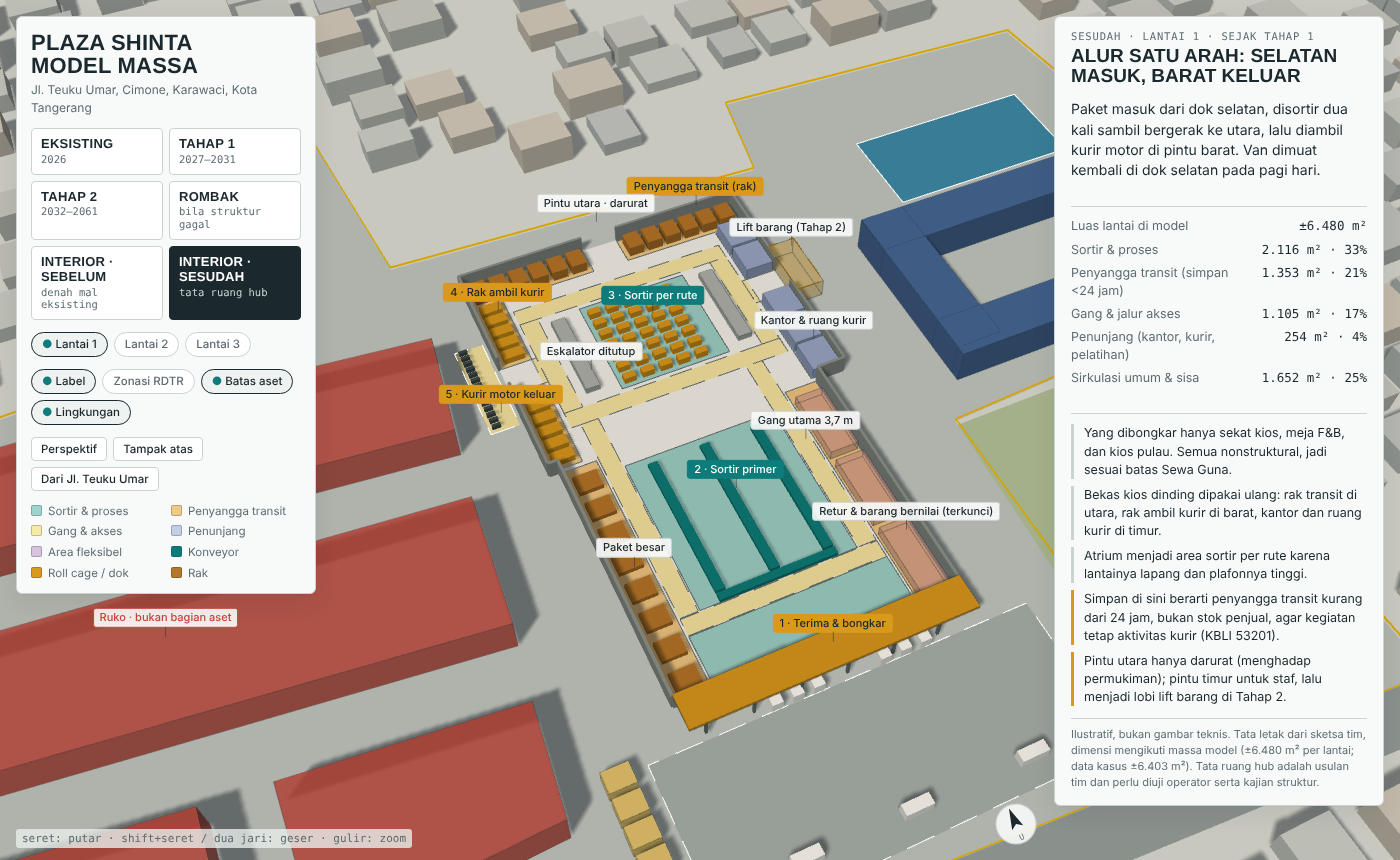 PLAZA SHINTA
MODEL MASSA
Jl. Teuku Umar, Cimone, Karawaci, Kota
Tangerang
EKSISTING
2026
TAHAP 1
2027—2031
TAHAP 2
2032—2061
ROMBAK
bila struktur
gagal
INTERIOR ·
SEBELUM
denah mal
eksisting
INTERIOR ·
SESUDAH
tata ruang hub
Lantai 1
Lantai 2
Lantai 3
Label
Zonasi RDTR
Batas aset
Lingkungan
Perspektif
Tampak atas
Dari Jl. Teuku Umar
Sortir & proses
Penyangga transit
Gang & akses
Penunjang
Area fleksibel
Konveyor
Roll cage / dok
Rak
Penyangga transit (rak)
Pintu utara · darurat
Lift barang (Tahap 2)
4 · Rak ambil kurir
3 · Sortir per rute
Kantor & ruang kurir
Eskalator ditutup
5 · Kurir motor keluar
Gang utama 3,7 m
2 · Sortir primer
Retur & barang bernilai (terkunci)
Paket besar
Ruko · bukan bagian aset
1 · Terima & bongkar
seret: putar · shift+seret / dua jari: geser · gulir: zoom
U
SESUDAH · LANTAI 1 · SEJAK TAHAP 1
ALUR SATU ARAH: SELATAN
MASUK, BARAT KELUAR
Paket masuk dari dok selatan, disortir dua
kali sambil bergerak ke utara, lalu diambil
kurir motor di pintu barat. Van dimuat
kembali di dok selatan pada pagi hari.
Luas lantai di model ±6.480 m²
Sortir & proses 2.116 m² · 33%
Penyangga transit (simpan 1.353 m² · 21%
<24 jam)
Gang & jalur akses 1.105 m² · 17%
Penunjang (kantor, kurir, 254 m² · 4%
pelatihan)
Sirkulasi umum & sisa 1.652 m² · 25%
Yang dibongkar hanya sekat kios, meja F&B,
dan kios pulau. Semua nonstruktural, jadi
sesuai batas Sewa Guna.
Bekas kios dinding dipakai ulang: rak transit di
utara, rak ambil kurir di barat, kantor dan ruang
kurir di timur.
Atrium menjadi area sortir per rute karena
lantainya lapang dan plafonnya tinggi.
Simpan di sini berarti penyangga transit kurang
dari 24 jam, bukan stok penjual, agar kegiatan
tetap aktivitas kurir (KBLI 53201).
Pintu utara hanya darurat (menghadap
permukiman); pintu timur untuk staf, lalu
menjadi lobi lift barang di Tahap 2.
Ilustratif, bukan gambar teknis. Tata letak dari sketsa tim,
dimensi mengikuti massa model (±6.480 m² per lantai;
data kasus ±6.403 m²). Tata ruang hub adalah usulan
tim dan perlu diuji operator serta kajian struktur.